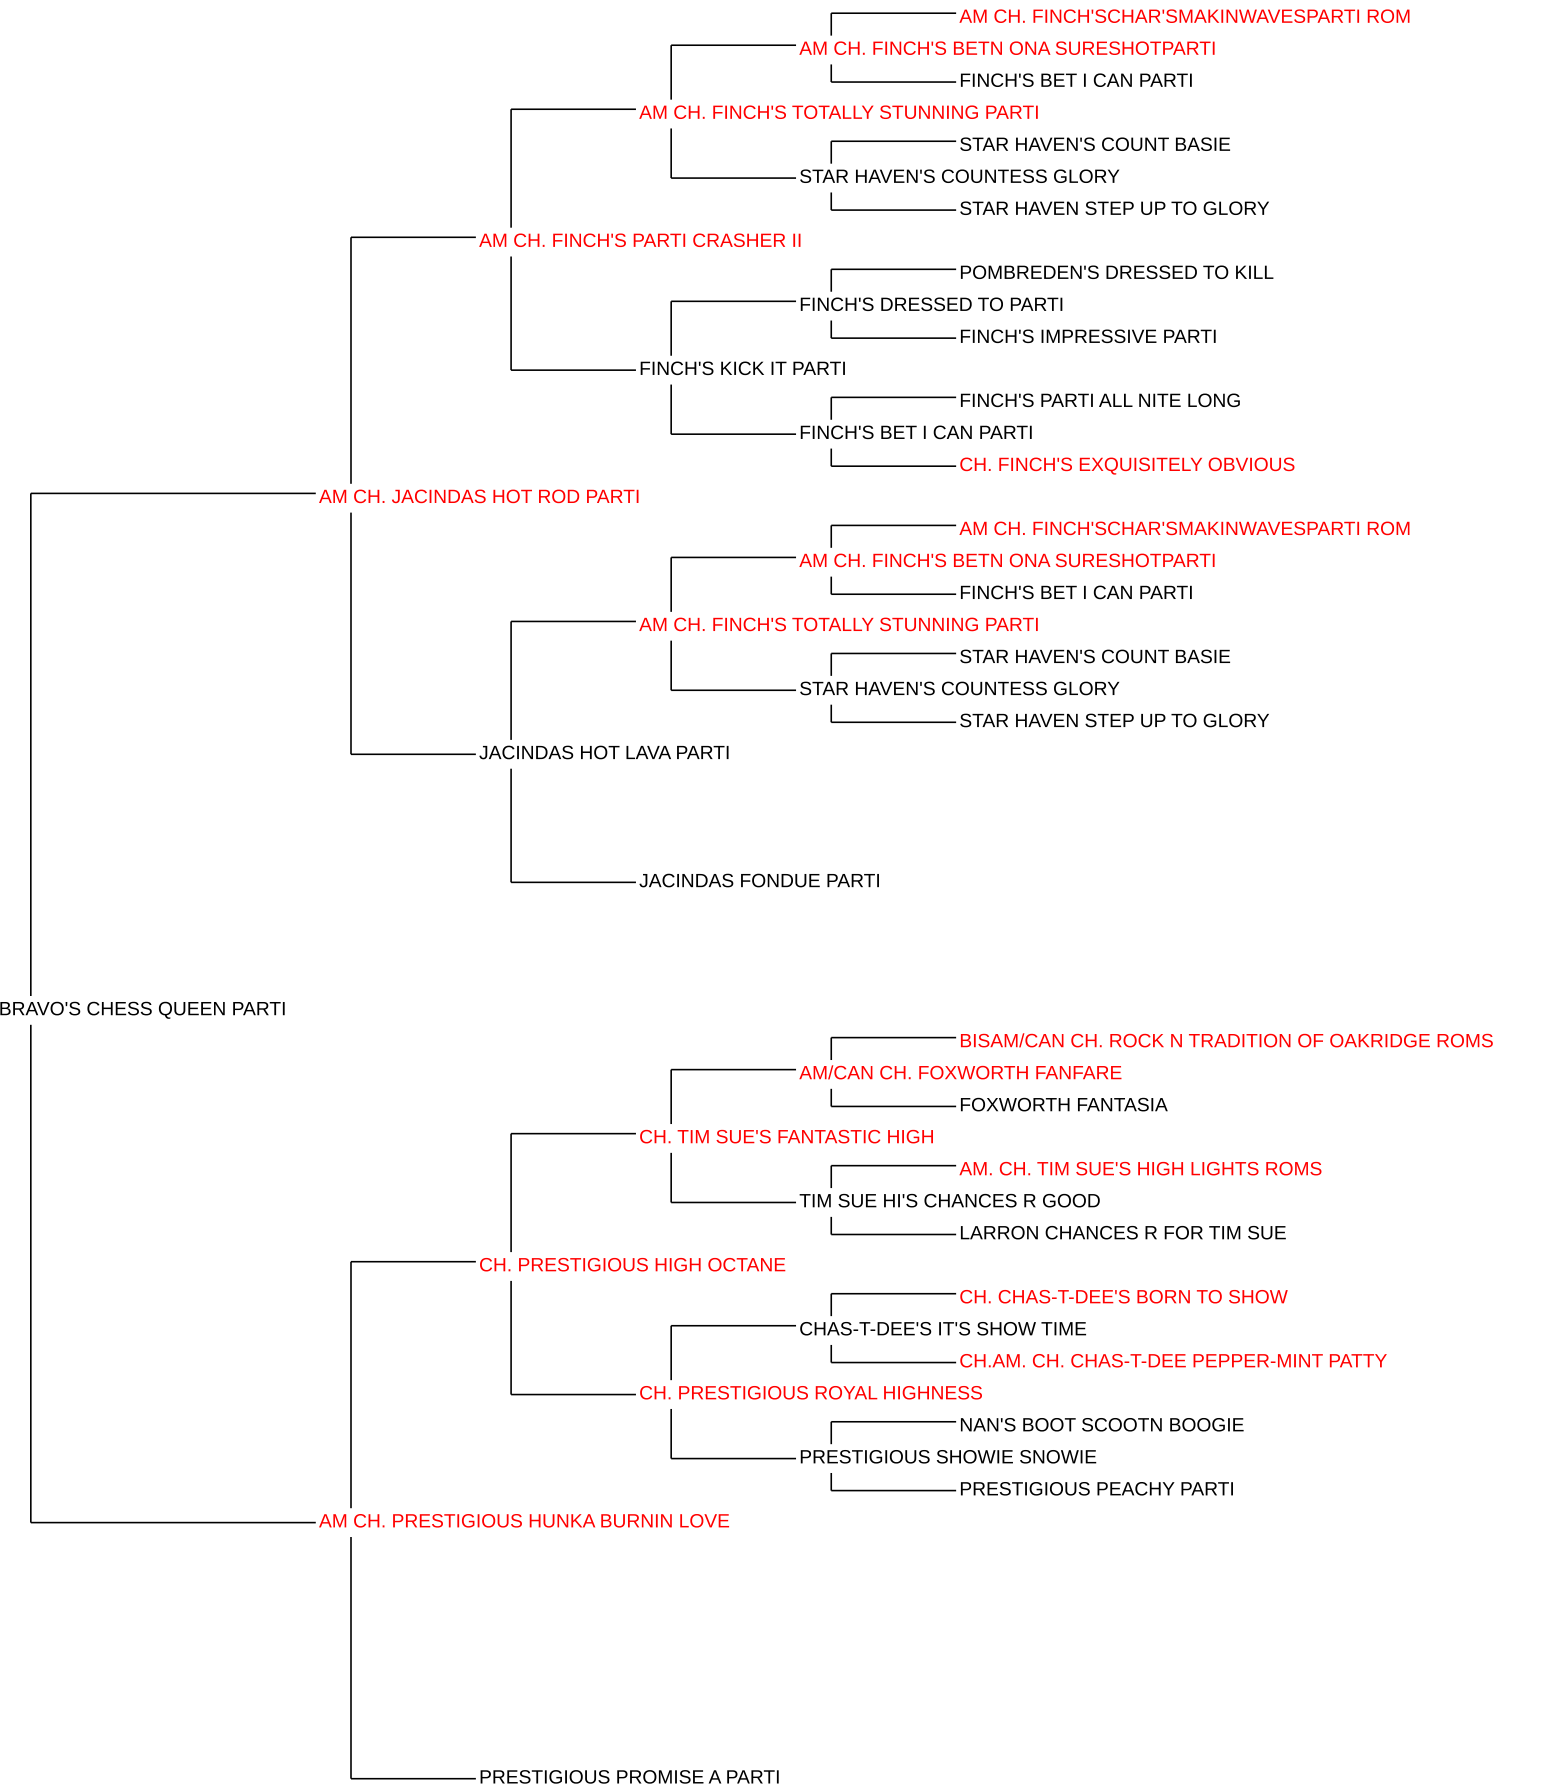 AM CH. FINCH'SCHAR'SMAKINWAVESPARTI ROM
AM CH. FINCH'S BETN ONA SURESHOTPARTI
FINCH'S BET I CAN PARTI
AM CH. FINCH'S TOTALLY STUNNING PARTI
STAR HAVEN'S COUNT BASIE
STAR HAVEN'S COUNTESS GLORY
STAR HAVEN STEP UP TO GLORY
AM CH. FINCH'S PARTI CRASHER II
POMBREDEN'S DRESSED TO KILL
FINCH'S DRESSED TO PARTI
FINCH'S IMPRESSIVE PARTI
FINCH'S KICK IT PARTI
FINCH'S PARTI ALL NITE LONG
FINCH'S BET I CAN PARTI
CH. FINCH'S EXQUISITELY OBVIOUS
AM CH. JACINDAS HOT ROD PARTI
AM CH. FINCH'SCHAR'SMAKINWAVESPARTI ROM
AM CH. FINCH'S BETN ONA SURESHOTPARTI
FINCH'S BET I CAN PARTI
AM CH. FINCH'S TOTALLY STUNNING PARTI
STAR HAVEN'S COUNT BASIE
STAR HAVEN'S COUNTESS GLORY
STAR HAVEN STEP UP TO GLORY
JACINDAS HOT LAVA PARTI
JACINDAS FONDUE PARTI
BRAVO'S CHESS QUEEN PARTI
BISAM/CAN CH. ROCK N TRADITION OF OAKRIDGE ROMS
AM/CAN CH. FOXWORTH FANFARE
FOXWORTH FANTASIA
CH. TIM SUE'S FANTASTIC HIGH
AM. CH. TIM SUE'S HIGH LIGHTS ROMS
TIM SUE HI'S CHANCES R GOOD
LARRON CHANCES R FOR TIM SUE
CH. PRESTIGIOUS HIGH OCTANE
CH. CHAS-T-DEE'S BORN TO SHOW
CHAS-T-DEE'S IT'S SHOW TIME
CH.AM. CH. CHAS-T-DEE PEPPER-MINT PATTY
CH. PRESTIGIOUS ROYAL HIGHNESS
NAN'S BOOT SCOOTN BOOGIE
PRESTIGIOUS SHOWIE SNOWIE
PRESTIGIOUS PEACHY PARTI
AM CH. PRESTIGIOUS HUNKA BURNIN LOVE
PRESTIGIOUS PROMISE A PARTI